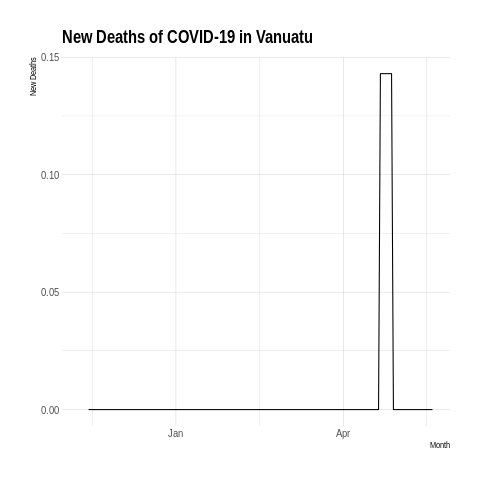 New Deaths of COVID-19 in Vanuatu
New Deaths
0.15
0.10
0.05
0.00
Jan
Apr
Month